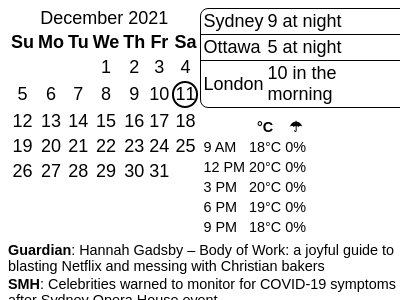 December 2021
Su Mo Tu We Th Fr Sa
1 2 3 4
5 6 7 8 9 10 11
12 13 14 15 16 17 18
19 20 21 22 23 24 25
26 27 28 29 30 31
Sydney 9 at night
Ottawa 5 at night
London 10 in the
morning
°C ☂
9 AM 18°C 0%
12 PM 20°C 0%
3 PM 20°C 0%
6 PM 19°C 0%
9 PM 18°C 0%
Guardian: Hannah Gadsby – Body of Work: a joyful guide to
blasting Netflix and messing with Christian bakers
SMH: Celebrities warned to monitor for COVID-19 symptoms
after Sydney Opera House event